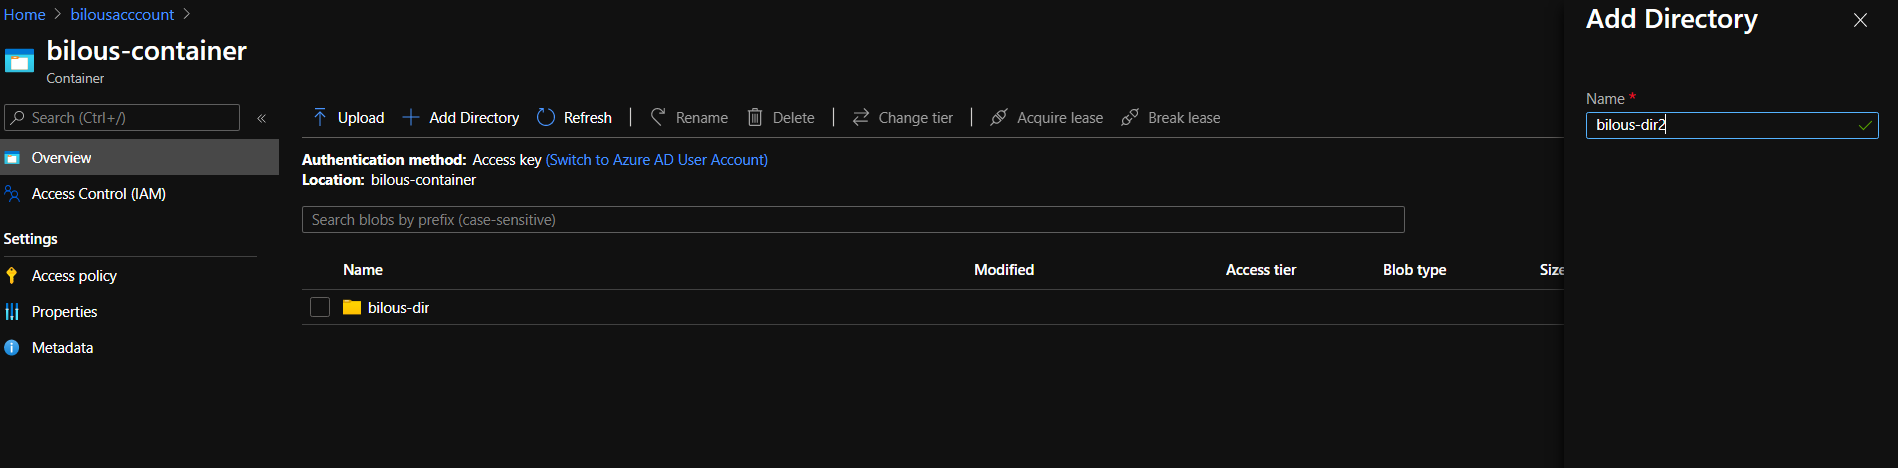 Home > bilousacccount >
bilous-container
Container
Search (Ctrl+/)
«
Overview
Access Control (IAM)
Settings
Access policy
Properties
Metadata
Upload Add Directory Refresh | Rename Delete | Change tier | Acquire lease Break lease
Authentication method: Access key (Switch to Azure AD User Account)
Location: bilous-container
Search blobs by prefix (case-sensitive)
Name Modified Access tier Blob type Size
bilous-dir
Add Directory
Name *
bilous-dir2